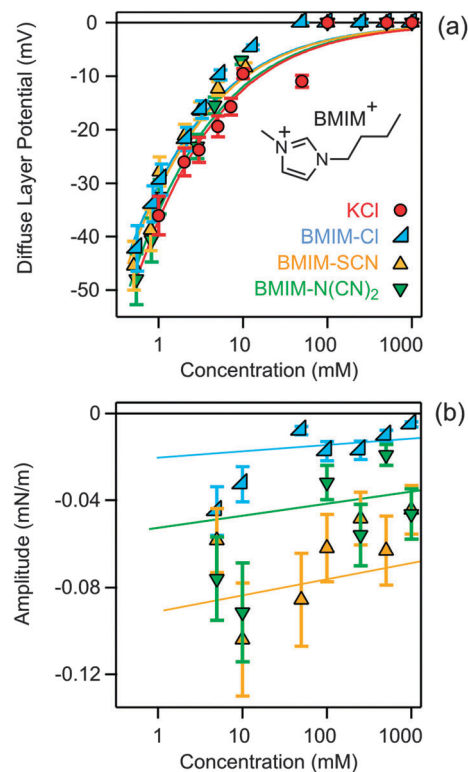 (a)
Diffuse Layer Potential (mV)
0
-10
-20
-30
-40
-50
BMIM⁺
+
N
N
KCl
BMIM-Cl
BMIM-SCN
BMIM-N(CN)₂
1 10 100 1000
Concentration (mM)
(b)
Amplitude (mN/m)
0
-0.04
-0.08
-0.12
1 10 100 1000
Concentration (mM)